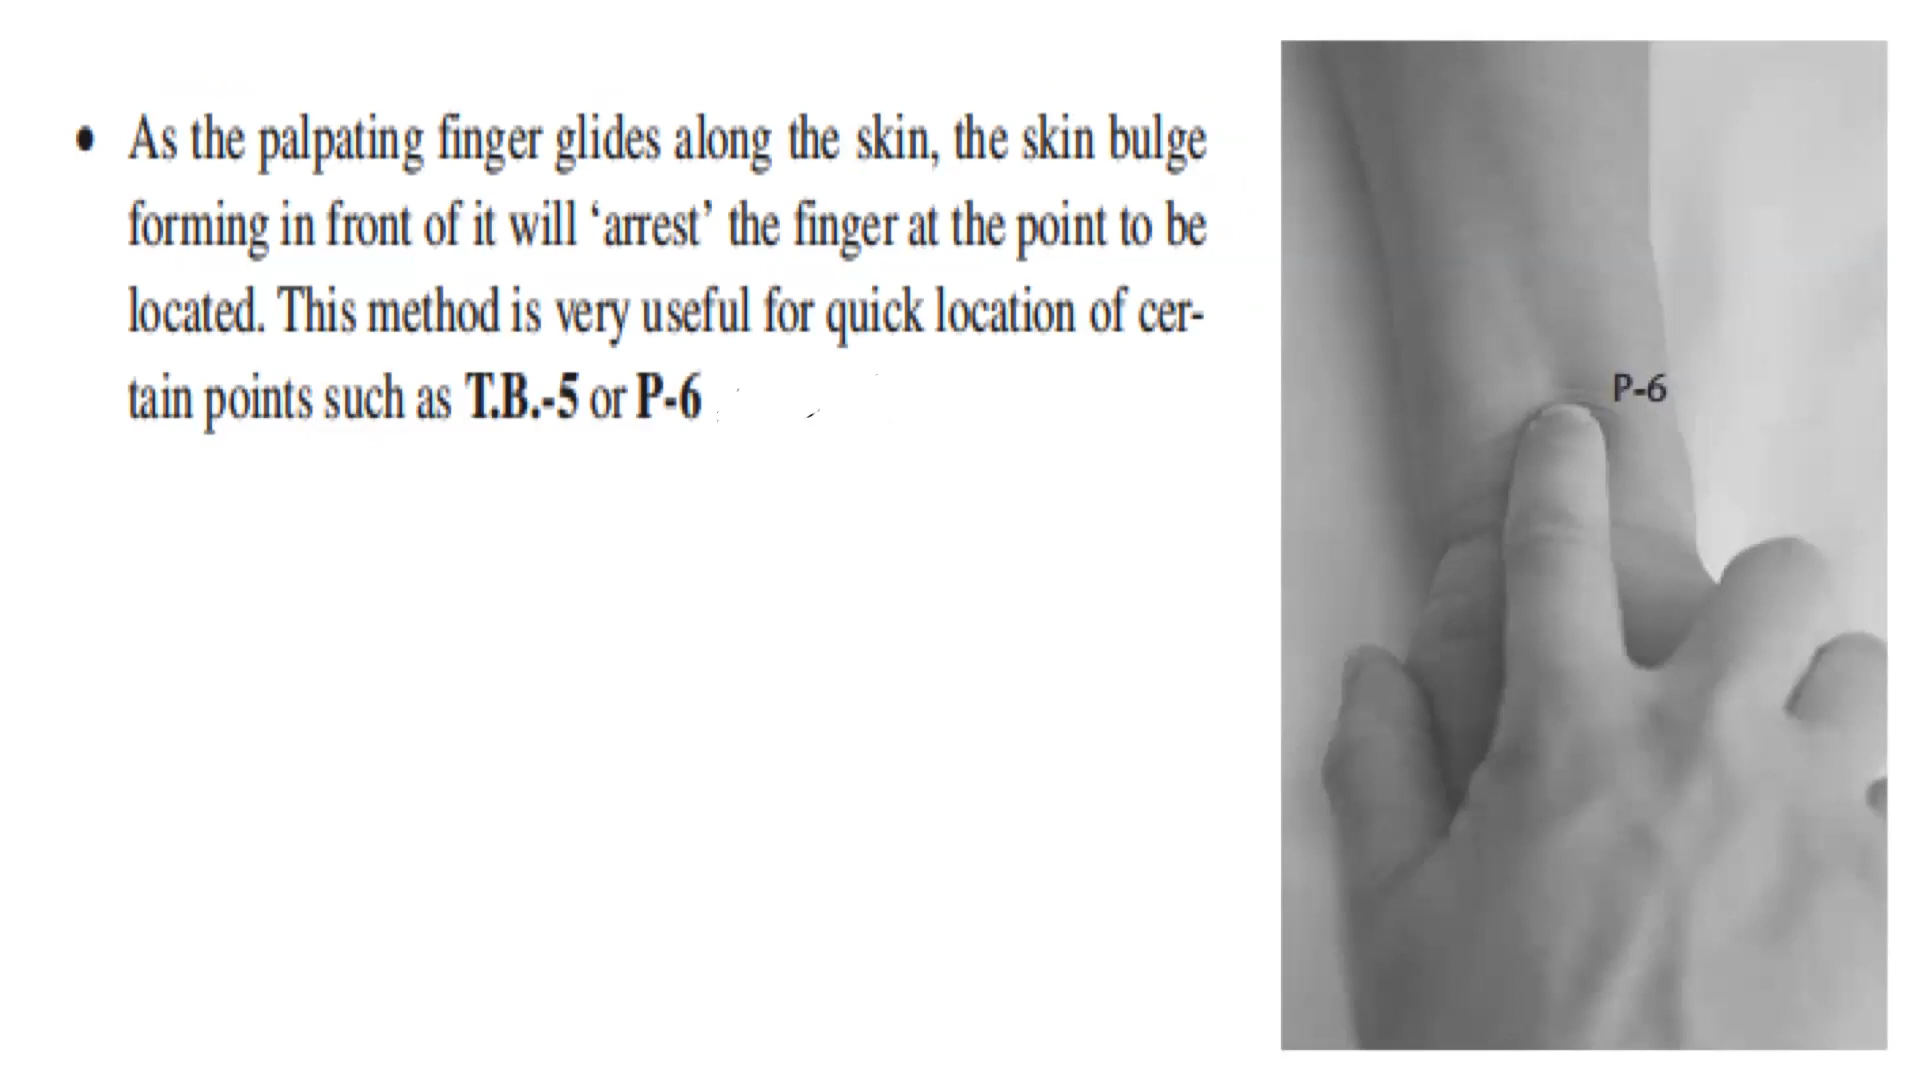 • As the palpating finger glides along the skin, the skin bulge
forming in front of it will ‘arrest’ the finger at the point to be
located. This method is very useful for quick location of cer-
tain points such as T.B.-5 or P-6
P-6